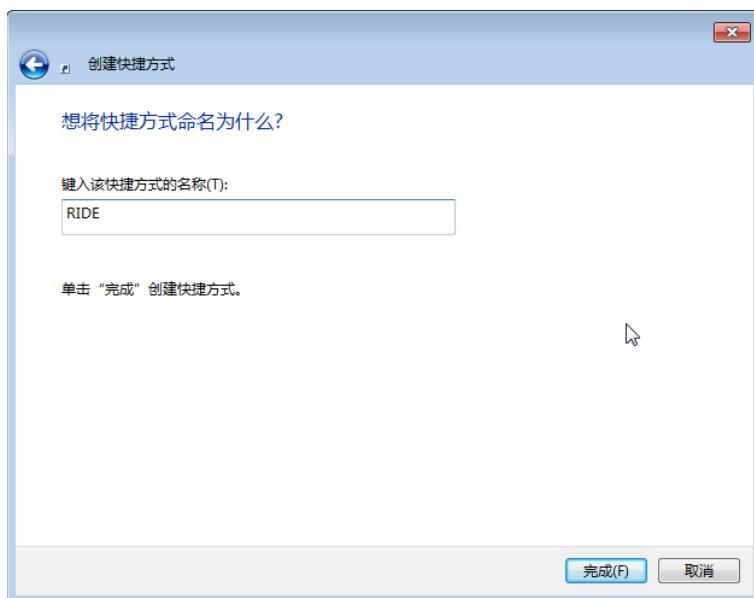 创建快捷方式
想将快捷方式命名为什么?
键入该快捷方式的名称(T):
RIDE
单击“完成”创建快捷方式。
完成(F)
取消